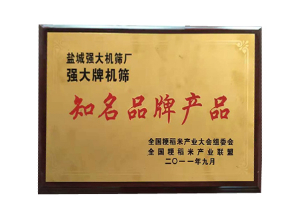 盐城强大机筛厂
强大牌机筛
知名品牌产品
全国粳稻米产业大会组委会
全国粳稻米产业联盟
二〇一一年九月